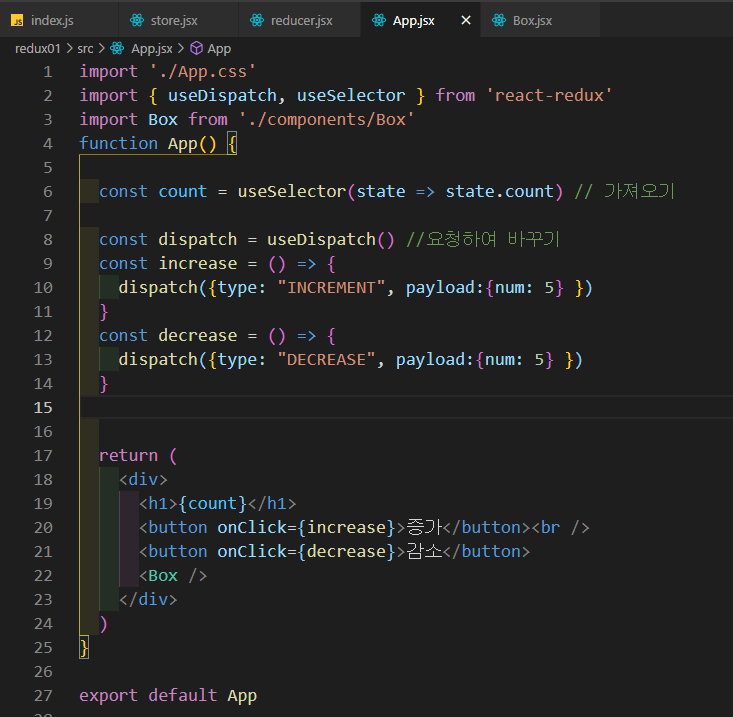 JS index.js store.jsx reducer.jsx App.jsx × Box.jsx
redux01 > src > App.jsx > App
1 import './App.css'
2 import { useDispatch, useSelector } from 'react-redux'
3 import Box from './components/Box'
4 function App() {
5
6 const count = useSelector(state => state.count) // 가져오기
7
8 const dispatch = useDispatch() //요청하여 바꾸기
9 const increase = () => {
10 dispatch({type: "INCREMENT", payload:{num: 5} })
11 }
12 const decrease = () => {
13 dispatch({type: "DECREASE", payload:{num: 5} })
14 }
15
16
17 return (
18 <div>
19 <h1>{count}</h1>
20 <button onClick={increase}>증가</button><br />
21 <button onClick={decrease}>감소</button>
22 <Box />
23 </div>
24 )
25 }
26
27 export default App
28